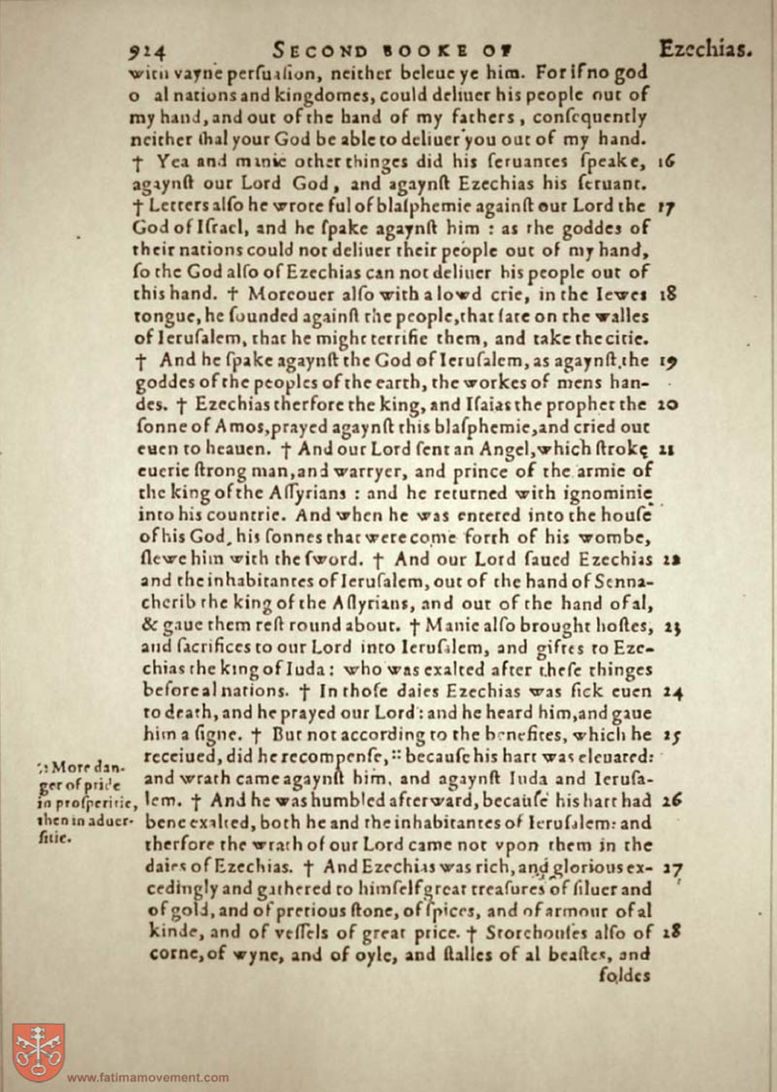 924 SECOND BOOKE OF Ezechias.
with vayne perſuaſion, neither beleue ye him. For if no god
o al nations and kingdomes, could deliuer his people out of
my hand, and out of the hand of my fathers, conſequently
neither ſhal your God be able to deliuer you out of my hand.
† Yea and manie other thinges did his ſeruantes ſpeake, 16
agaynſt our Lord God, and agaynſt Ezechias his ſeruant.
† Letters alſo he wrote ful of blaſphemie againſt our Lord the 17
God of Iſrael, and he ſpake agaynſt him : as the goddes of
their nations could not deliuer their people out of my hand,
ſo the God alſo of Ezechias can not deliuer his people out of
this hand. † Moreouer alſo with a lowd crie, in the Iewes 18
tongue, he ſounded againſt the people, that ſate on the walles
of Ieruſalem, that he might terrifie them, and take the citie.
† And he ſpake agaynſt the God of Ieruſalem, as agaynſt the 19
goddes of the peoples of the earth, the workes of mens han-
des. † Ezechias therfore the king, and Iſaias the prophet the 20
ſonne of Amos, prayed agaynſt this blaſphemie, and cried out
euen to heauen. † And our Lord ſent an Angel, which ſtroke 21
euerie ſtrong man, and warryer, and prince of the armie of
the king of the Aſſyrians : and he returned with ignominie
into his countrie. And when he was entered into the houſe
of his God, his ſonnes that were come forth of his wombe,
ſlewe him with the ſword. † And our Lord ſaued Ezechias 22
and the inhabitantes of Ieruſalem, out of the hand of Senna-
cherib the king of the Aſſyrians, and out of the hand of al,
& gaue them reſt round about. † Manie alſo brought hoſtes, 23
and ſacrifices to our Lord into Ieruſalem, and giftes to Eze-
chias the king of Iuda : who was exalted after theſe thinges
before al nations. † In thoſe daies Ezechias was ſick euen 24
to death, and he prayed our Lord : and he heard him, and gaue
him a ſigne. † But not according to the benefites, which he 25
receiued, did he recompenſe, :: becauſe his hart was eleuated:
and wrath came agaynſt him, and agaynſt Iuda and Ieruſa-
:: More dan-
ger of pride
in proſperitie,
then in aduer-
ſitie.
lem. † And he was humbled afterward, becauſe his hart had 26
bene exalted, both he and the inhabitantes of Ieruſalem: and
therfore the wrath of our Lord came not vpon them in the
daies of Ezechias. † And Ezechias was rich, and glorious ex- 27
cedingly and gathered to himſelf great treaſures of ſiluer and
of gold, and of pretious ſtone, of ſpices, and of armour of al
kinde, and of veſſels of great price. † Storehouſes alſo of 28
corne, of wyne, and of oyle, and ſtalles of al beaſtes, and
foldes
www.fatimamovement.com